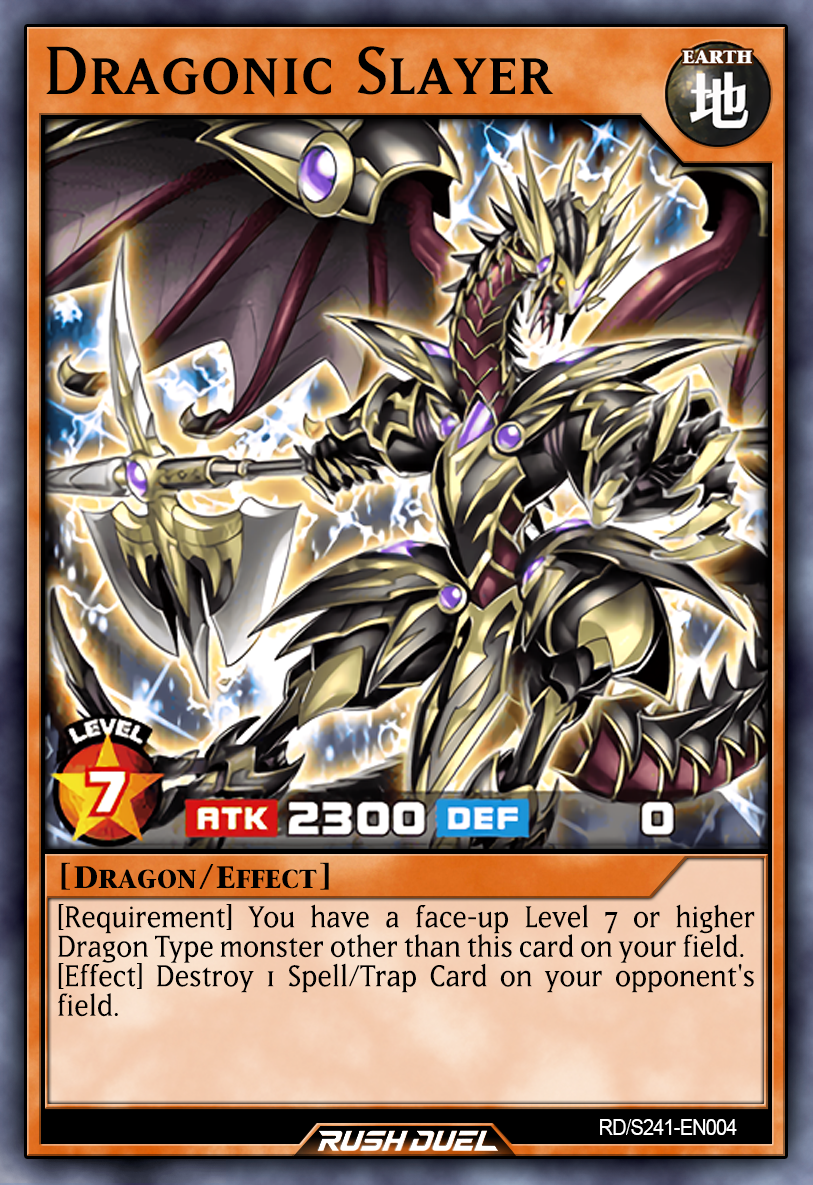 DRAGONIC SLAYER
EARTH
地
LEVEL
7
ATK 2300 DEF 0
[DRAGON/EFFECT]
[Requirement] You have a face-up Level 7 or higher
Dragon Type monster other than this card on your field.
[Effect] Destroy 1 Spell/Trap Card on your opponent's
field.
RD/S241-EN004
RUSH DUEL